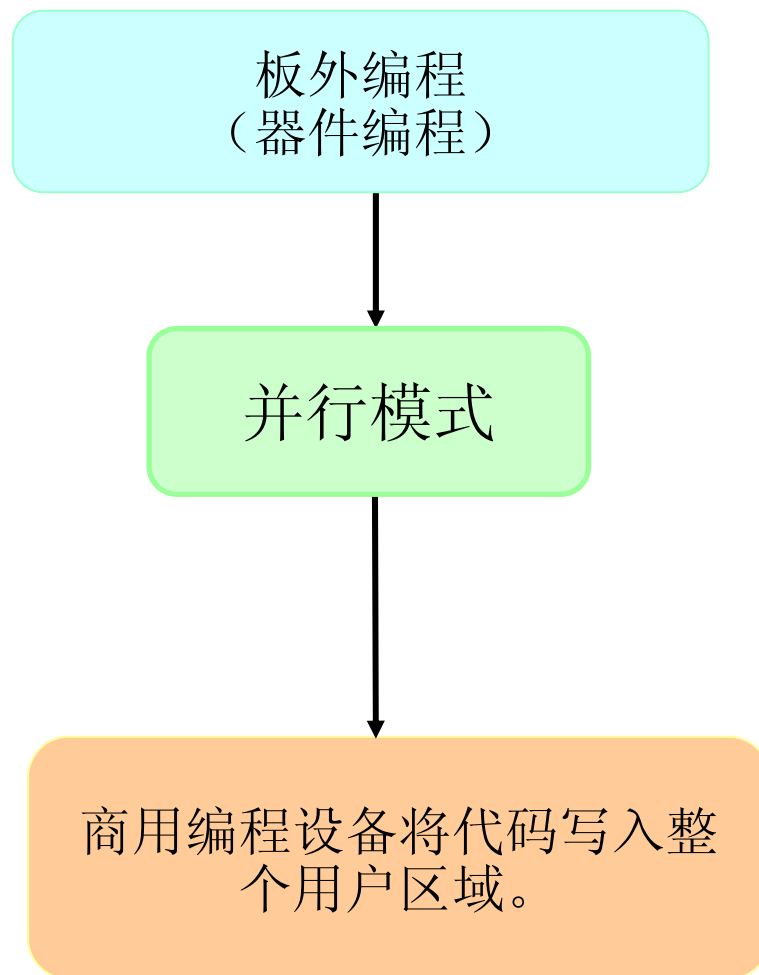 板外编程
（器件编程）
并行模式
商用编程设备将代码写入整
个用户区域。